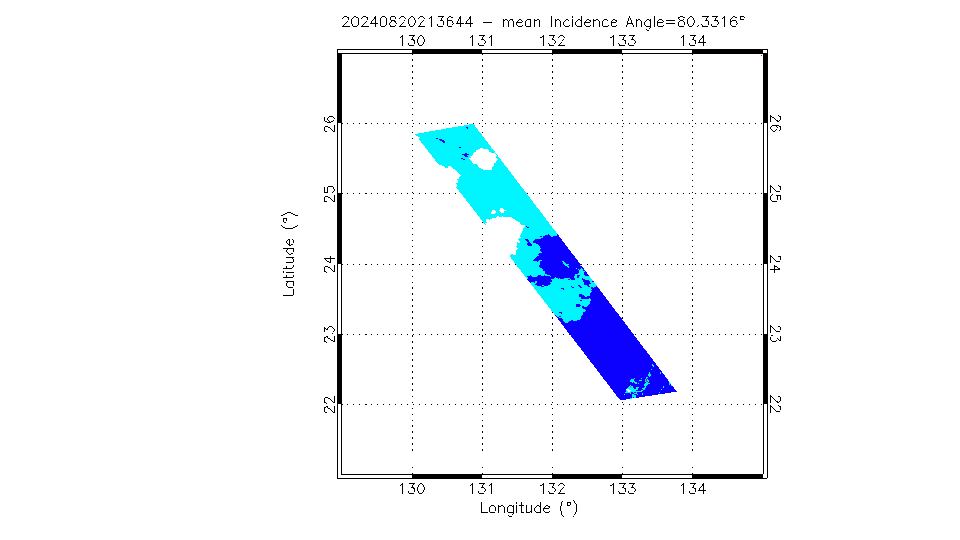 20240820213644 – mean Incidence Angle=80.3316°
130 131 132 133 134
26 26
25 25
24 24
23 23
22 22
Latitude (°)
130 131 132 133 134
Longitude (°)